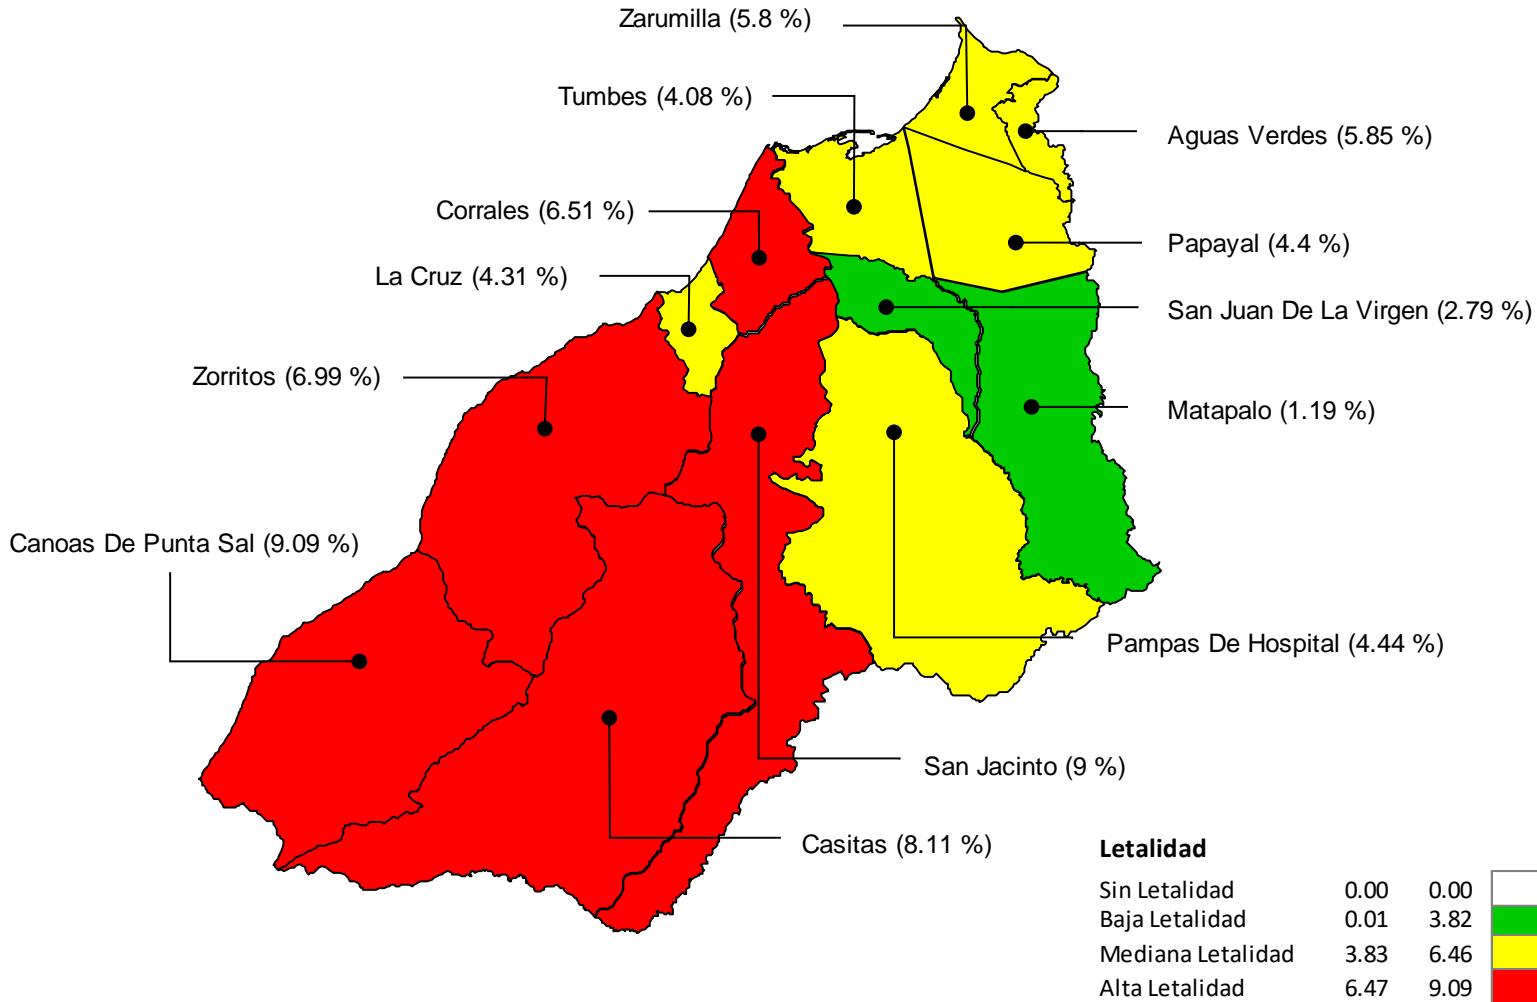 Zarumilla (5.8 %)
Tumbes (4.08 %)
Aguas Verdes (5.85 %)
Corrales (6.51 %)
Papayal (4.4 %)
La Cruz (4.31 %)
San Juan De La Virgen (2.79 %)
Zorritos (6.99 %)
Matapalo (1.19 %)
Canoas De Punta Sal (9.09 %)
Pampas De Hospital (4.44 %)
San Jacinto (9 %)
Casitas (8.11 %)
Letalidad
Sin Letalidad 0.00 0.00
Baja Letalidad 0.01 3.82
Mediana Letalidad 3.83 6.46
Alta Letalidad 6.47 9.09